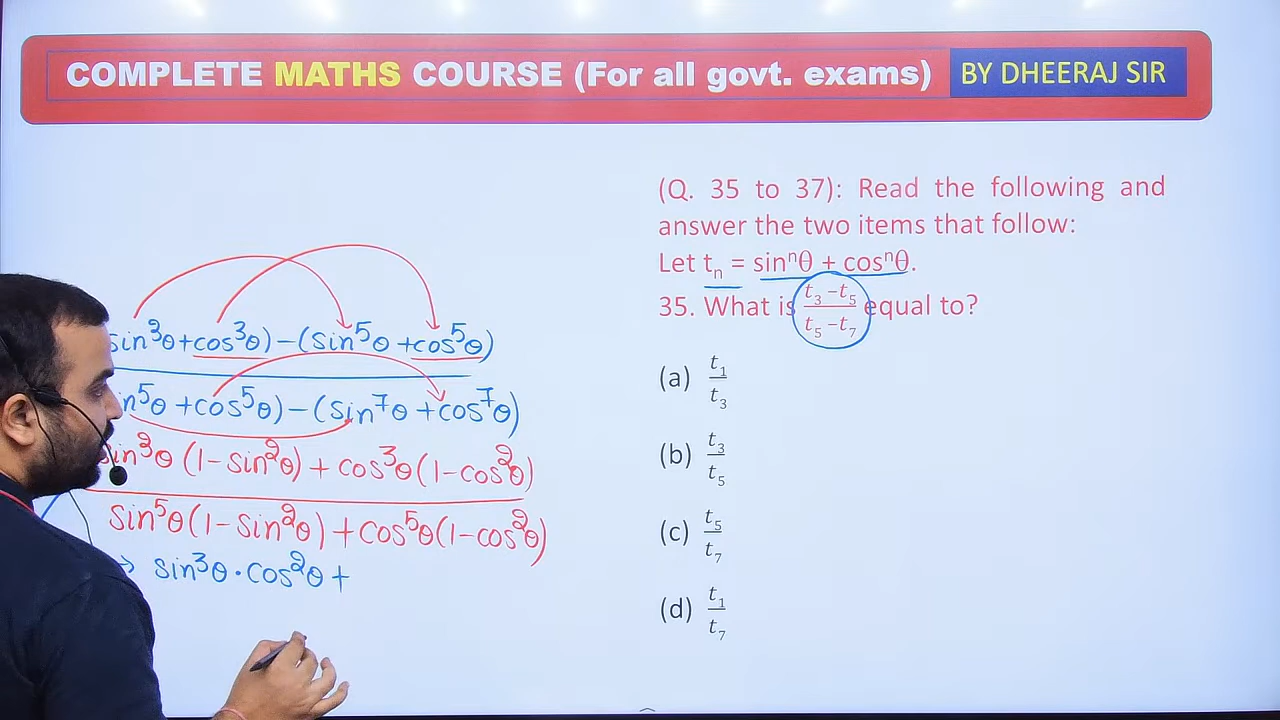 COMPLETE MATHS COURSE (For all govt. exams) BY DHEERAJ SIR
(Q. 35 to 37): Read the following and
answer the two items that follow:
Let tₙ = sinⁿθ + cosⁿθ.
35. What is (t₃ – t₅)/(t₅ – t₇) equal to?
(a) t₁/t₃
(b) t₃/t₅
(c) t₅/t₇
(d) t₁/t₇
sin³θ+cos³θ) – (sin⁵θ + cos⁵θ)
n⁵θ + cos⁵θ) – (sin⁷θ + cos⁷θ)
sin³θ (1 – sin²θ) + cos³θ (1 – cos²θ)
sin⁵θ (1 – sin²θ) + cos⁵θ (1 – cos²θ)
→ sin³θ · cos²θ +